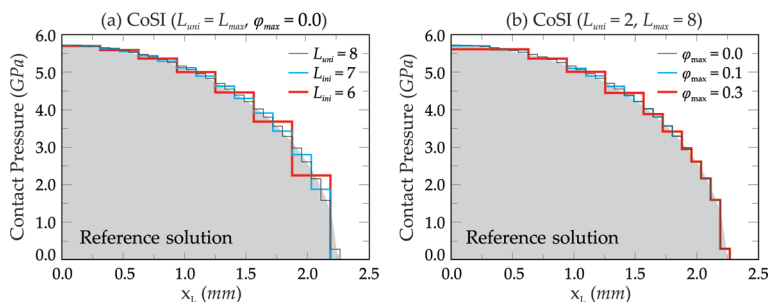 (a) CoSI (Luni = Lmax, φmax = 0.0)
Contact Pressure (GPa)
6.0
5.0
4.0
3.0
2.0
1.0
0.0
Luni = 8
Lini = 7
Lini = 6
Reference solution
0.0 0.5 1.0 1.5 2.0 2.5
xL (mm)
(b) CoSI (Luni = 2, Lmax = 8)
Contact Pressure (GPa)
6.0
5.0
4.0
3.0
2.0
1.0
0.0
φmax = 0.0
φmax = 0.1
φmax = 0.3
Reference solution
0.0 0.5 1.0 1.5 2.0 2.5
xL (mm)